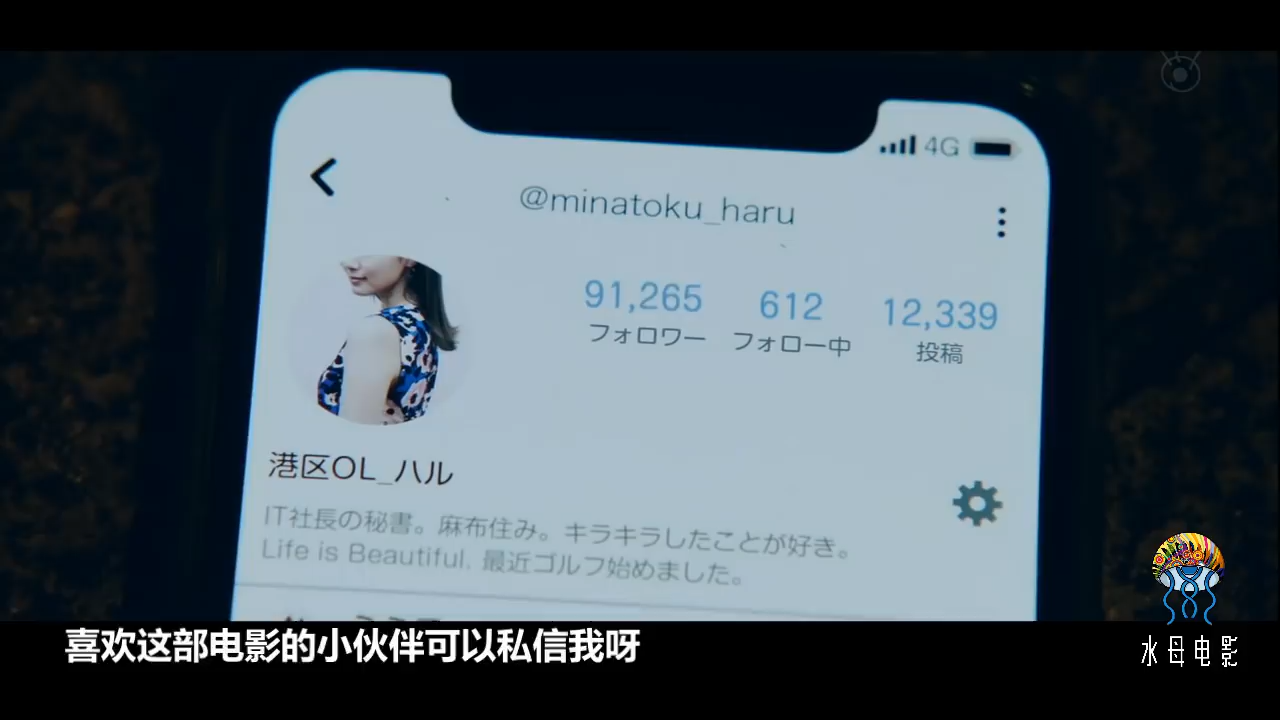 4G
@minatoku_haru
91,265 612 12,339
フォロワー フォロー中 投稿
港区OL_ハル
IT社長の秘書。麻布住み。キラキラしたことが好き。
Life is Beautiful. 最近ゴルフ始めました。
喜欢这部电影的小伙伴可以私信我呀
水母电影